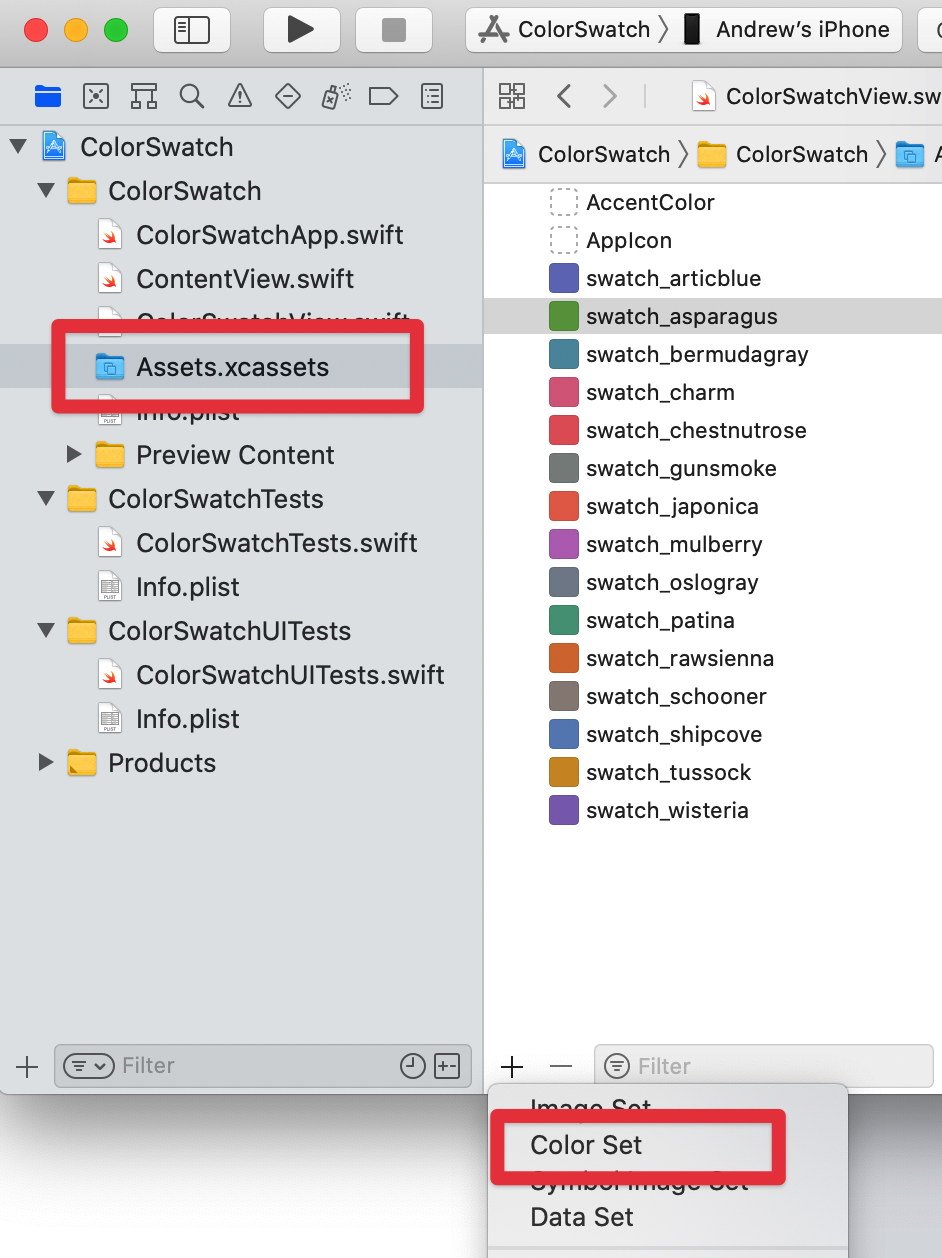 ColorSwatch
Andrew’s iPhone
ColorSwatchView.sw
ColorSwatch
ColorSwatch
ColorSwatch
ColorSwatch
ColorSwatchApp.swift
ContentView.swift
ColorSwatchView.swift
Assets.xcassets
Info.plist
Preview Content
ColorSwatchTests
ColorSwatchTests.swift
Info.plist
ColorSwatchUITests
ColorSwatchUITests.swift
Info.plist
Products
Filter
AccentColor
AppIcon
swatch_articblue
swatch_asparagus
swatch_bermudagray
swatch_charm
swatch_chestnutrose
swatch_gunsmoke
swatch_japonica
swatch_mulberry
swatch_oslogray
swatch_patina
swatch_rawsienna
swatch_schooner
swatch_shipcove
swatch_tussock
swatch_wisteria
Filter
Image Set
Color Set
Symbol Image Set
Data Set